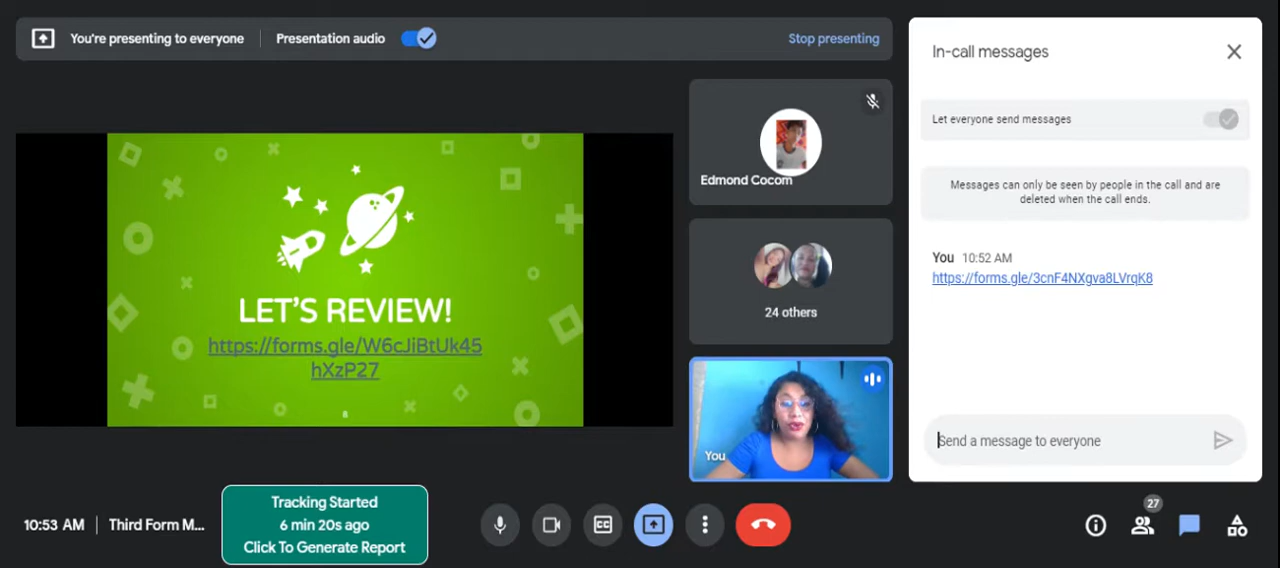 You're presenting to everyone
Presentation audio
Stop presenting
LET'S REVIEW!
https://forms.gle/W6cJiBtUk45
hXzP27
Edmond Cocom
24 others
You
In-call messages
Let everyone send messages
Messages can only be seen by people in the call and are
deleted when the call ends.
You 10:52 AM
https://forms.gle/3cnF4NXgva8LVrqK8
Send a message to everyone
10:53 AM
Third Form M...
Tracking Started
6 min 20s ago
Click To Generate Report
CC
27